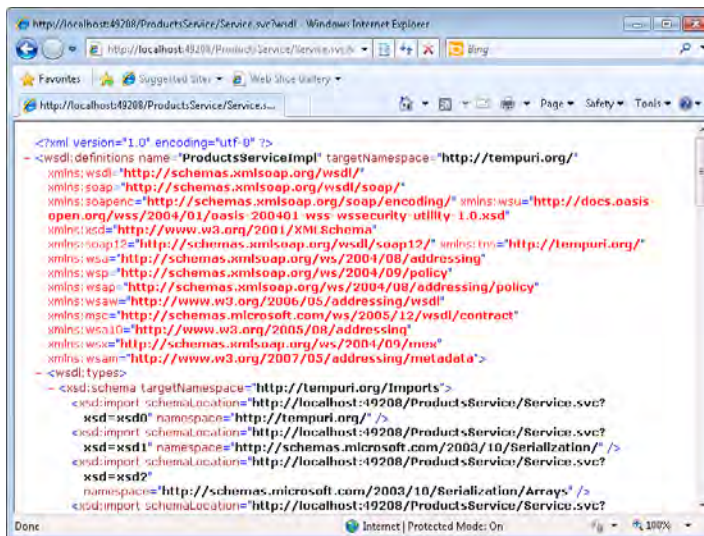 http://localhost:49208/ProductsService/Service.svc?wsdl - Windows Internet Explorer
http://localhost:49208/ProductsService/Service.svc?w
Bing
Favorites Suggested Sites Web Slice Gallery
http://localhost:49208/ProductsService/Service.s... Page Safety Tools
<?xml version="1.0" encoding="utf-8" ?>
- <wsdl:definitions name="ProductsServiceImpl" targetNamespace="http://tempuri.org/"
xmlns:wsdl="http://schemas.xmlsoap.org/wsdl/"
xmlns:soap="http://schemas.xmlsoap.org/wsdl/soap/"
xmlns:soapenc="http://schemas.xmlsoap.org/soap/encoding/" xmlns:wsu="http://docs.oasis-
open.org/wss/2004/01/oasis-200401-wss-wssecurity-utility-1.0.xsd"
xmlns:xsd="http://www.w3.org/2001/XMLSchema"
xmlns:soap12="http://schemas.xmlsoap.org/wsdl/soap12/" xmlns:tns="http://tempuri.org/"
xmlns:wsa="http://schemas.xmlsoap.org/ws/2004/08/addressing"
xmlns:wsp="http://schemas.xmlsoap.org/ws/2004/09/policy"
xmlns:wsap="http://schemas.xmlsoap.org/ws/2004/08/addressing/policy"
xmlns:wsaw="http://www.w3.org/2006/05/addressing/wsdl"
xmlns:msc="http://schemas.microsoft.com/ws/2005/12/wsdl/contract"
xmlns:wsa10="http://www.w3.org/2005/08/addressing"
xmlns:wsx="http://schemas.xmlsoap.org/ws/2004/09/mex"
xmlns:wsam="http://www.w3.org/2007/05/addressing/metadata">
- <wsdl:types>
- <xsd:schema targetNamespace="http://tempuri.org/Imports">
<xsd:import schemaLocation="http://localhost:49208/ProductsService/Service.svc?
xsd=xsd0" namespace="http://tempuri.org/" />
<xsd:import schemaLocation="http://localhost:49208/ProductsService/Service.svc?
xsd=xsd1" namespace="http://schemas.microsoft.com/2003/10/Serialization/" />
<xsd:import schemaLocation="http://localhost:49208/ProductsService/Service.svc?
xsd=xsd2"
namespace="http://schemas.microsoft.com/2003/10/Serialization/Arrays" />
<xsd:import schemaLocation="http://localhost:49208/ProductsService/Service.svc?
Done Internet | Protected Mode: On 100%